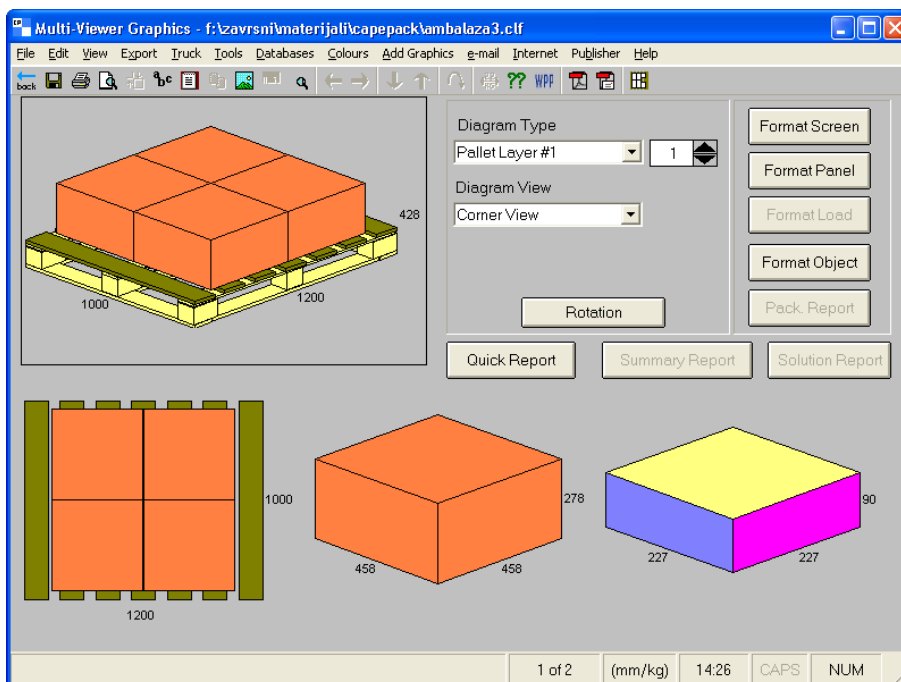 Multi-Viewer Graphics - f:\zavrsni\materijali\capepack\ambalaza3.clf
File Edit View Export Truck Tools Databases Colours Add Graphics e-mail Internet Publisher Help
back abc ?? WPP
Diagram Type
Pallet Layer #1
1
Diagram View
Corner View
Rotation
Format Screen
Format Panel
Format Load
Format Object
Pack. Report
Quick Report
Summary Report
Solution Report
428
1000
1200
1000
1200
278
458
458
90
227
227
1 of 2
(mm/kg)
14:26
CAPS
NUM